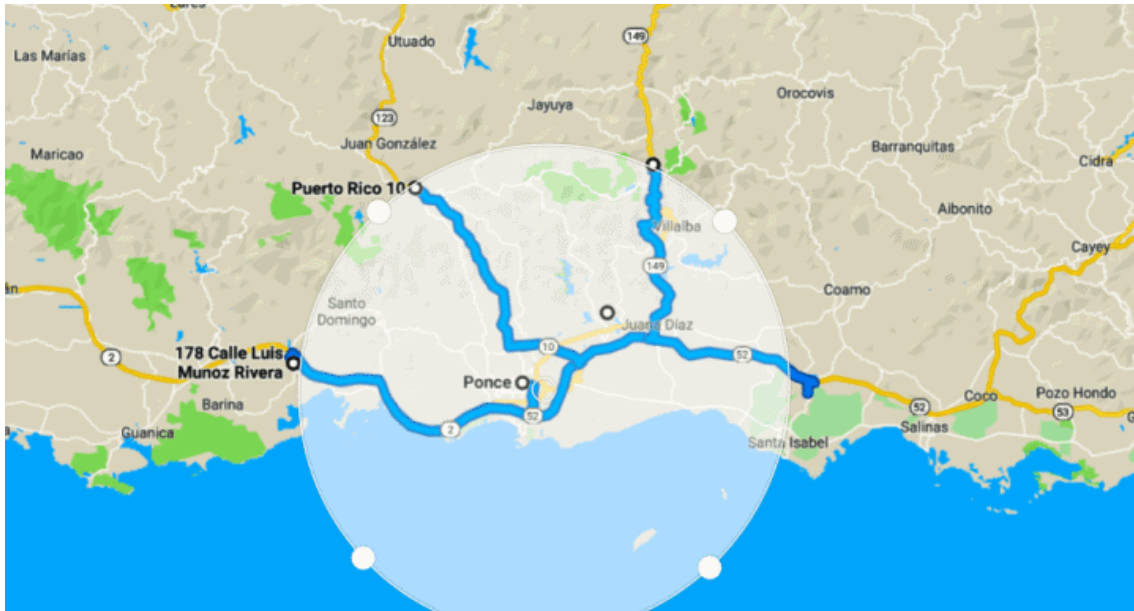 149
Utuado
Las Marías
Orocovis
Jayuya
123
Juan González
Barranquitas
Maricao
Cidra
Puerto Rico 10
Aibonito
Villalba
Cayey
149
Coamo
Santo
Domingo
Juana Díaz
10
52
2
178 Calle Luis
Munoz Rivera
Ponce
Barina
52
Coco
Pozo Hondo
52
53
Guanica
2
Salinas
Santa Isabel